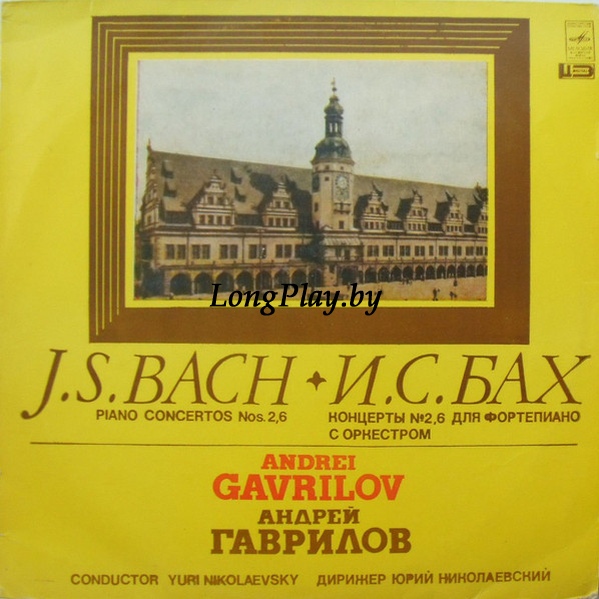 LongPlay.by
J.S.BACH ✦ И.С.БАХ
PIANO CONCERTOS Nos. 2,6 КОНЦЕРТЫ №2,6 ДЛЯ ФОРТЕПИАНО
С ОРКЕСТРОМ
ANDREI
GAVRILOV
АНДРЕЙ
ГАВРИЛОВ
CONDUCTOR YURI NIKOLAEVSKY ДИРИЖЕР ЮРИЙ НИКОЛАЕВСКИЙ